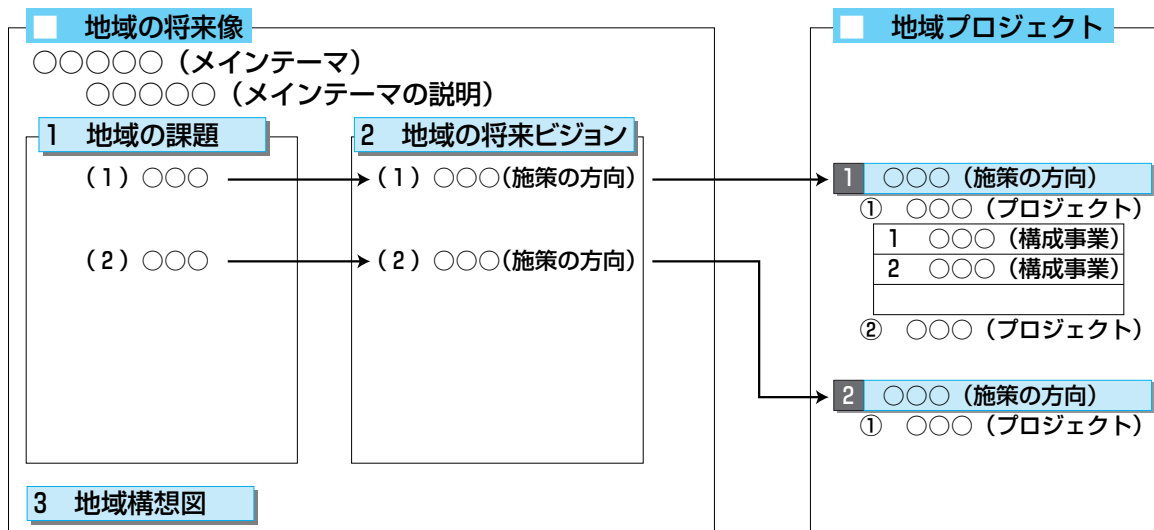 地域の将来像
○○○○○（メインテーマ）
○○○○○（メインテーマの説明）
1 地域の課題
（1）○○○
（2）○○○
2 地域の将来ビジョン
（1）○○○（施策の方向）
（2）○○○（施策の方向）
3 地域構想図
地域プロジェクト
1 ○○○（施策の方向）
① ○○○（プロジェクト）
1 ○○○（構成事業）
2 ○○○（構成事業）
② ○○○（プロジェクト）
2 ○○○（施策の方向）
① ○○○（プロジェクト）